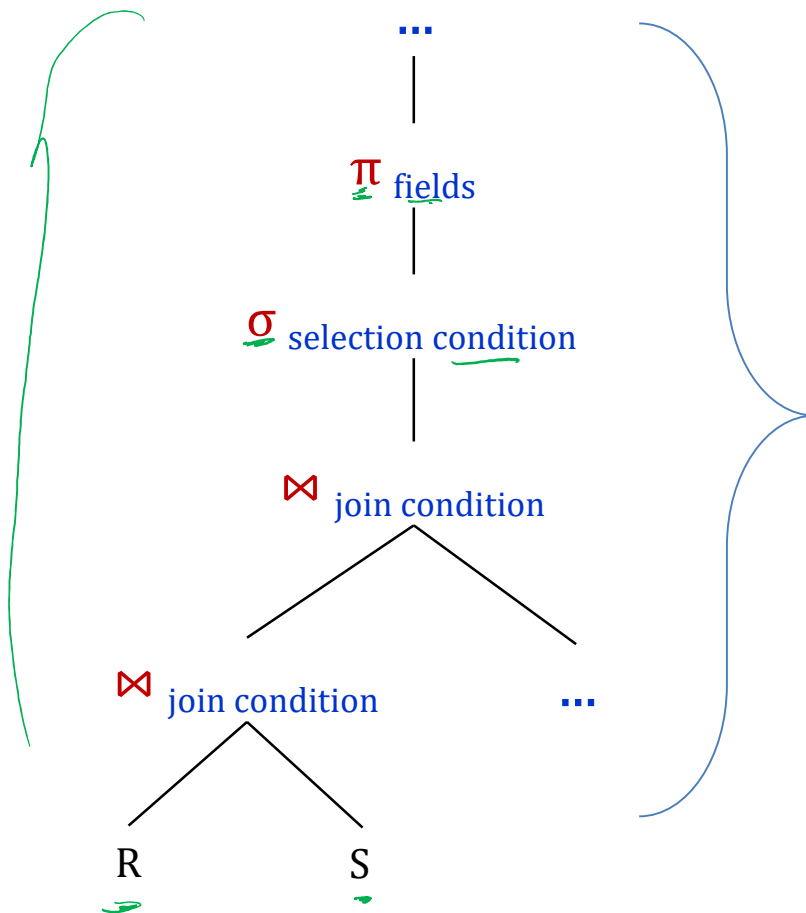 ...
π fields
σ selection condition
⋈ join condition
⋈ join condition ...
R S